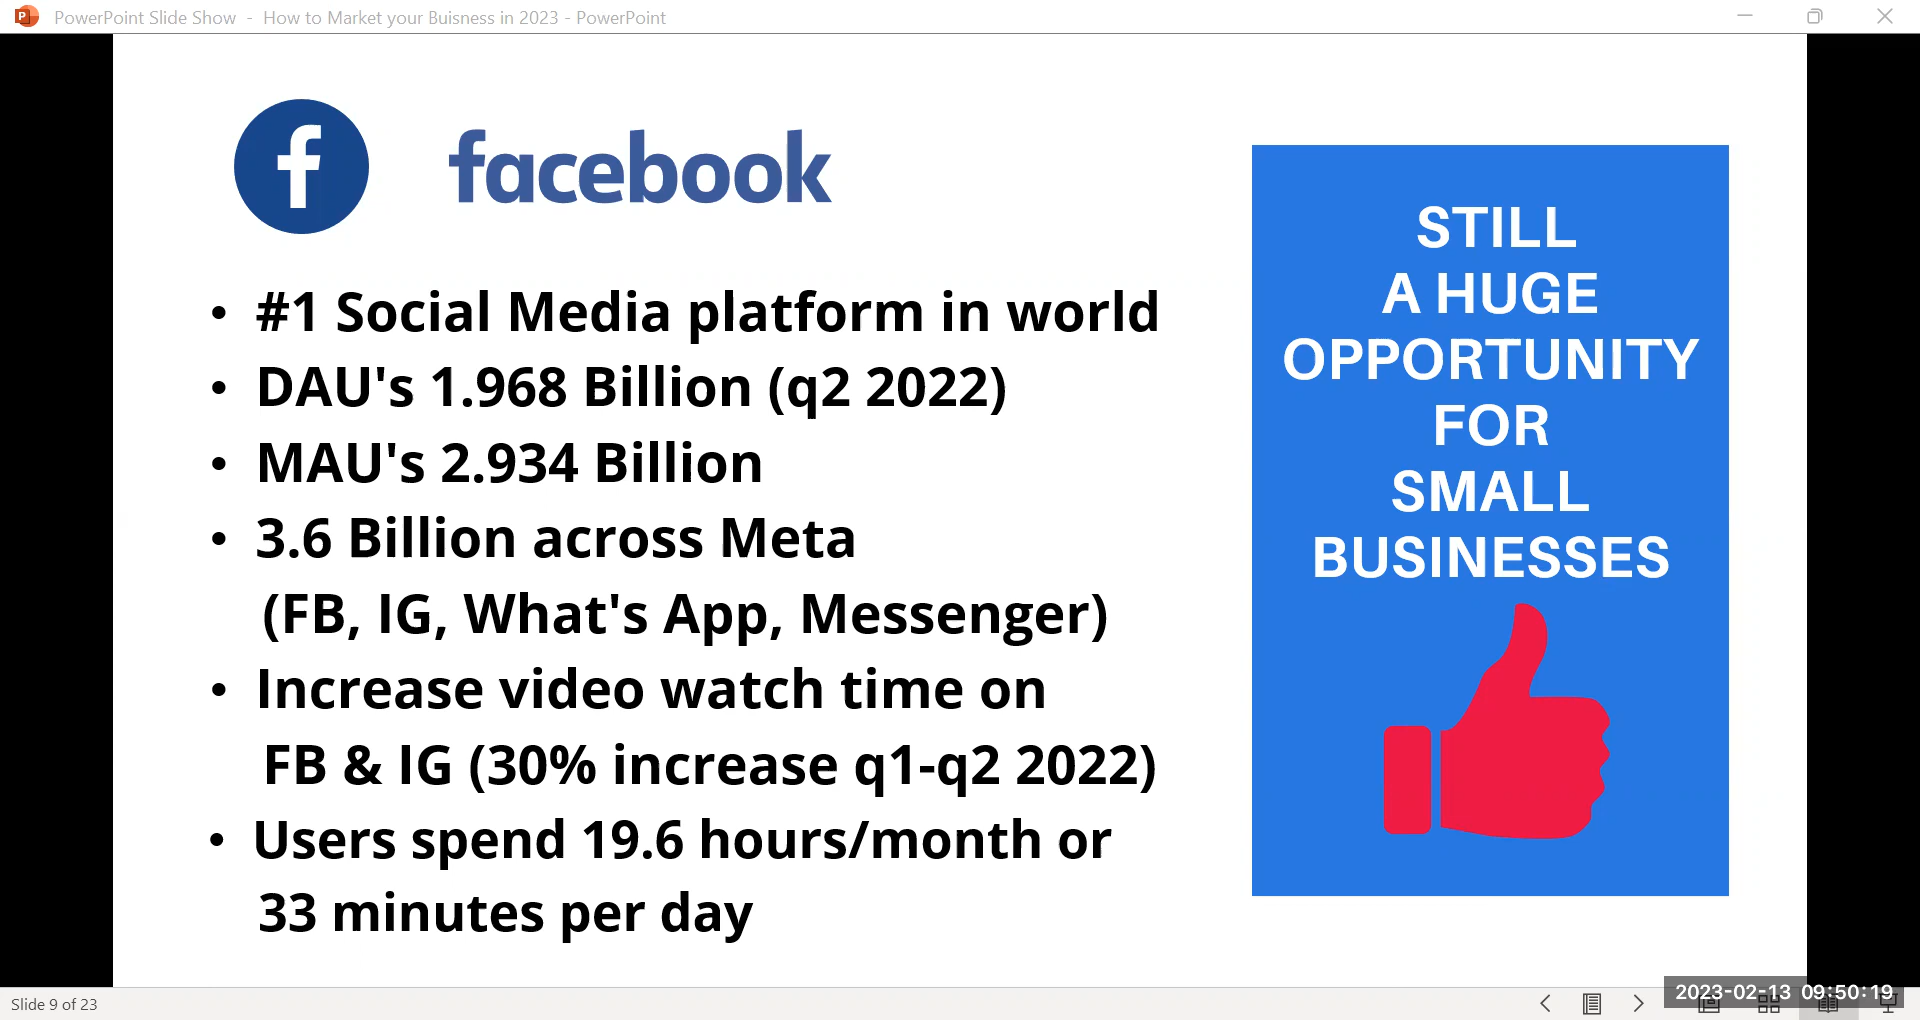 PowerPoint Slide Show - How to Market your Buisness in 2023 - PowerPoint
f facebook
• #1 Social Media platform in world
• DAU's 1.968 Billion (q2 2022)
• MAU's 2.934 Billion
• 3.6 Billion across Meta
(FB, IG, What's App, Messenger)
• Increase video watch time on
FB & IG (30% increase q1-q2 2022)
• Users spend 19.6 hours/month or
33 minutes per day
STILL
A HUGE
OPPORTUNITY
FOR
SMALL
BUSINESSES
Slide 9 of 23
2023-02-13 09:50:19